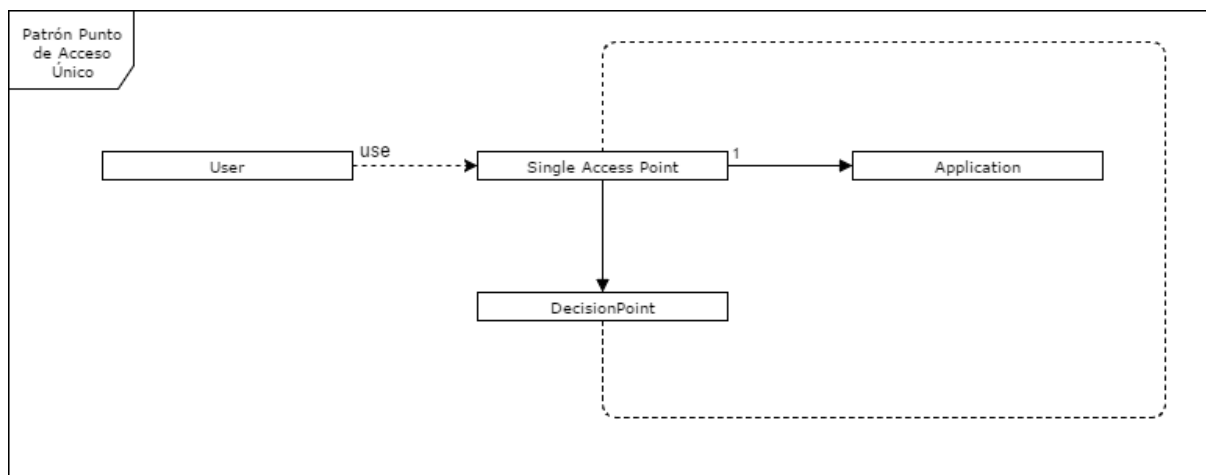 Patrón Punto
de Acceso
Único
User
use
Single Access Point
1
Application
DecisionPoint